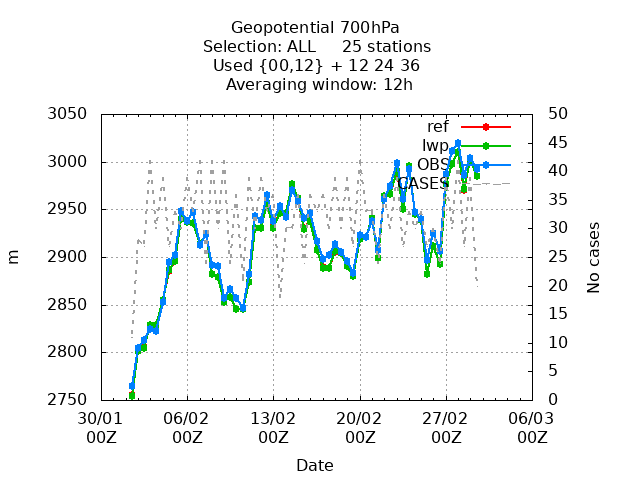 Geopotential 700hPa
Selection: ALL     25 stations
Used {00,12} + 12 24 36
Averaging window: 12h
3050
3000
2950
2900
2850
2800
2750
m
50
45
40
35
30
25
20
15
10
5
0
No cases
ref
lwp
OBS
CASES
30/01 06/02 13/02 20/02 27/02 06/03
00Z 00Z 00Z 00Z 00Z 00Z
Date